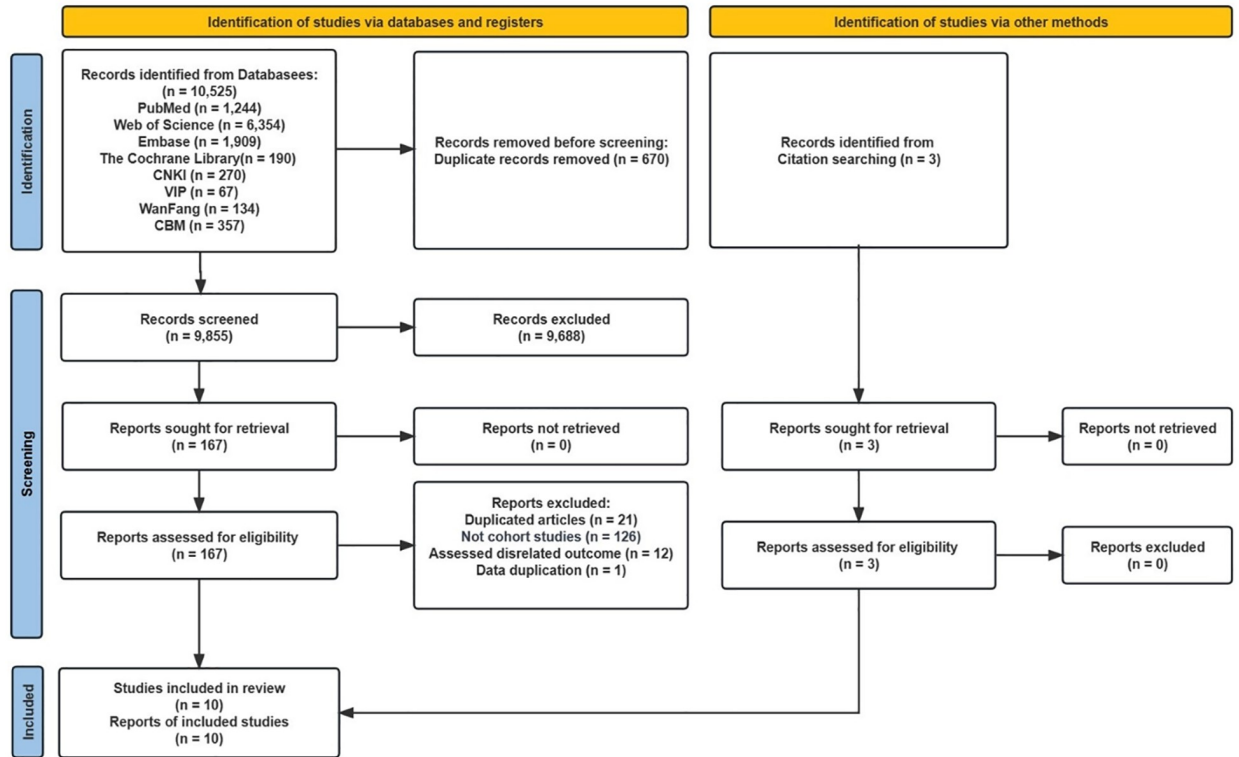 Identification of studies via databases and registers
Identification of studies via other methods
Identification
Records identified from Databasees:
(n = 10,525)
PubMed (n = 1,244)
Web of Science (n = 6,354)
Embase (n = 1,909)
The Cochrane Library(n = 190)
CNKI (n = 270)
VIP (n = 67)
WanFang (n = 134)
CBM (n = 357)
Records removed before screening:
Duplicate records removed (n = 670)
Records identified from
Citation searching (n = 3)
Screening
Records screened
(n = 9,855)
Records excluded
(n = 9,688)
Reports sought for retrieval
(n = 167)
Reports not retrieved
(n = 0)
Reports sought for retrieval
(n = 3)
Reports not retrieved
(n = 0)
Reports assessed for eligibility
(n = 167)
Reports excluded:
Duplicated articles (n = 21)
Not cohort studies (n = 126)
Assessed disrelated outcome (n = 12)
Data duplication (n = 1)
Reports assessed for eligibility
(n = 3)
Reports excluded
(n = 0)
Included
Studies included in review
(n = 10)
Reports of included studies
(n = 10)